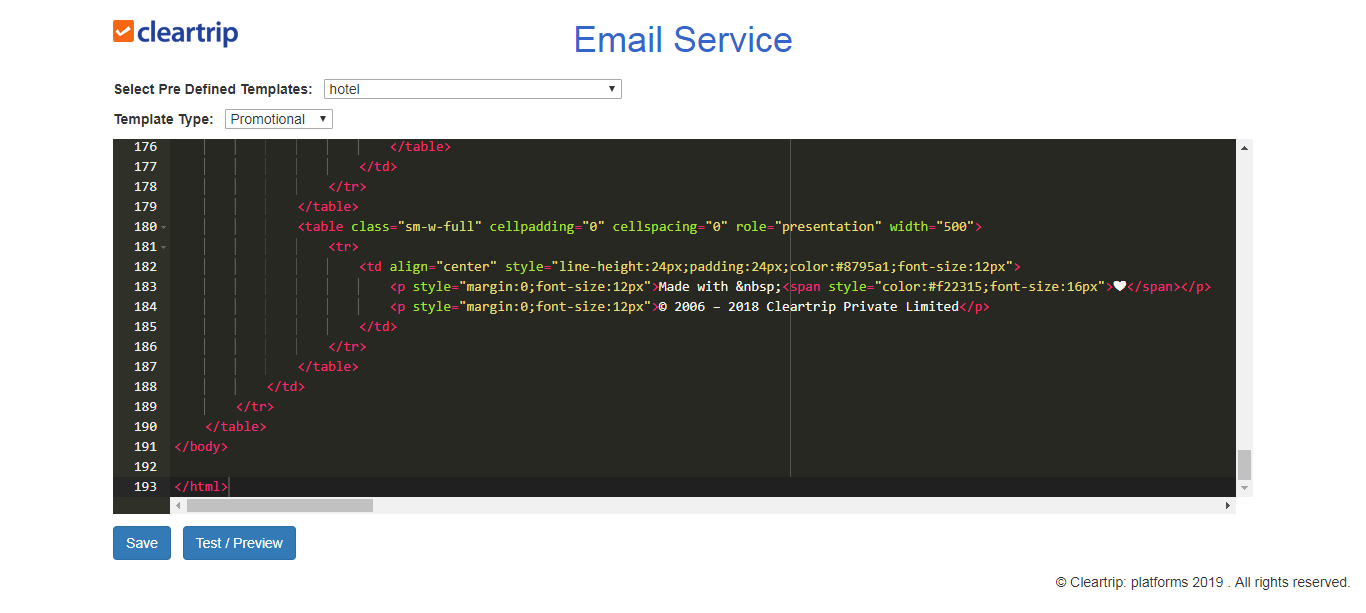 cleartrip
Email Service
Select Pre Defined Templates: hotel
Template Type: Promotional
176 </table>
177 </td>
178 </tr>
179 </table>
180 <table class="sm-w-full" cellpadding="0" cellspacing="0" role="presentation" width="500">
181 <tr>
182 <td align="center" style="line-height:24px;padding:24px;color:#8795a1;font-size:12px">
183 <p style="margin:0;font-size:12px">Made with &nbsp;<span style="color:#f22315;font-size:16px">♥</span></p>
184 <p style="margin:0;font-size:12px">© 2006 – 2018 Cleartrip Private Limited</p>
185 </td>
186 </tr>
187 </table>
188 </td>
189 </tr>
190 </table>
191 </body>
192
193 </html>
Save Test / Preview
© Cleartrip: platforms 2019 . All rights reserved.